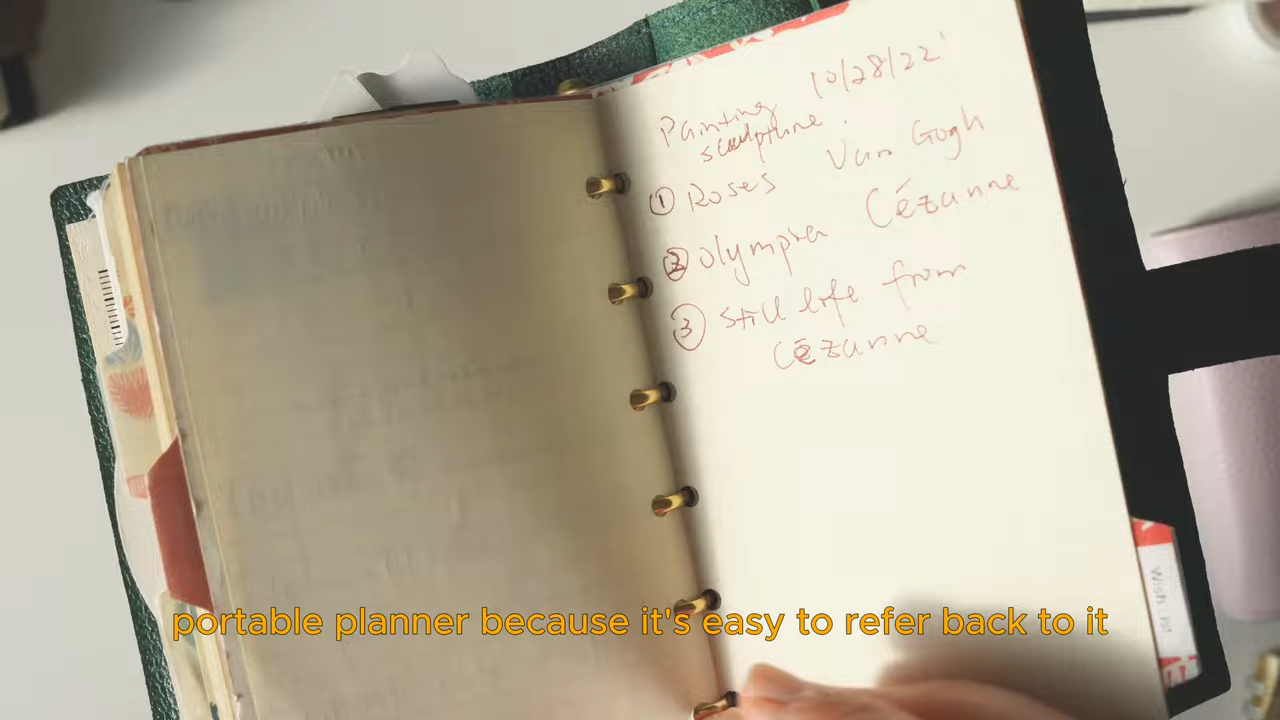 10/28/22'
Painting
sculpture.
① Roses Van Gogh
② Olympia Cézanne
③ Still life from
Cézanne
Wish
portable planner because it's easy to refer back to it